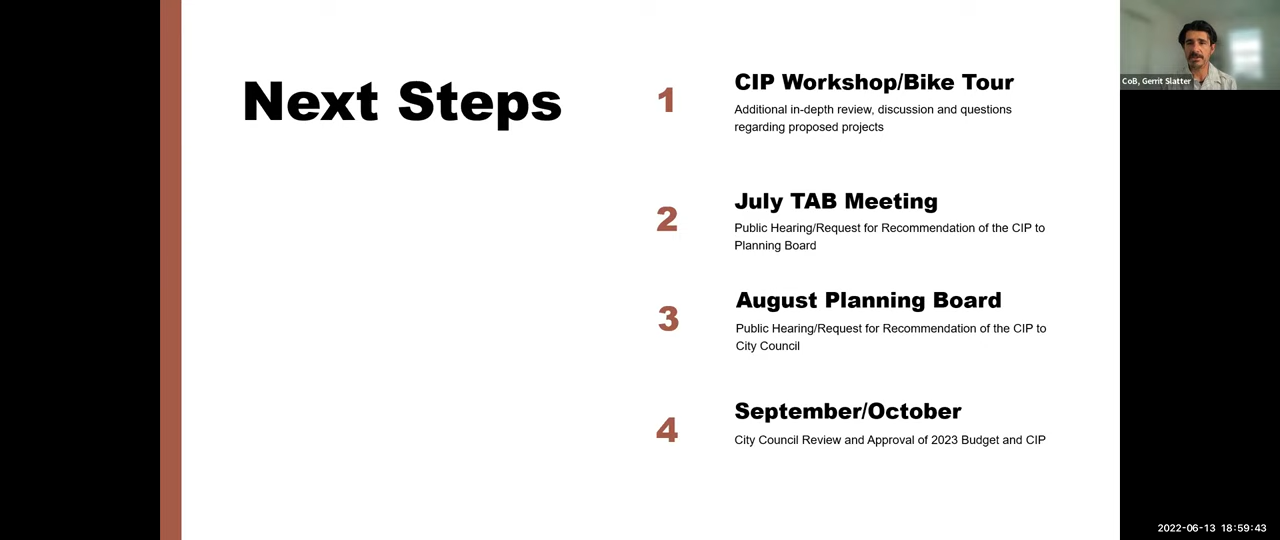 Next Steps
1
CIP Workshop/Bike Tour
Additional in-depth review, discussion and questions
regarding proposed projects
2
July TAB Meeting
Public Hearing/Request for Recommendation of the CIP to
Planning Board
3
August Planning Board
Public Hearing/Request for Recommendation of the CIP to
City Council
4
September/October
City Council Review and Approval of 2023 Budget and CIP
CoB, Gerrit Slatter
2022-06-13 18:59:43